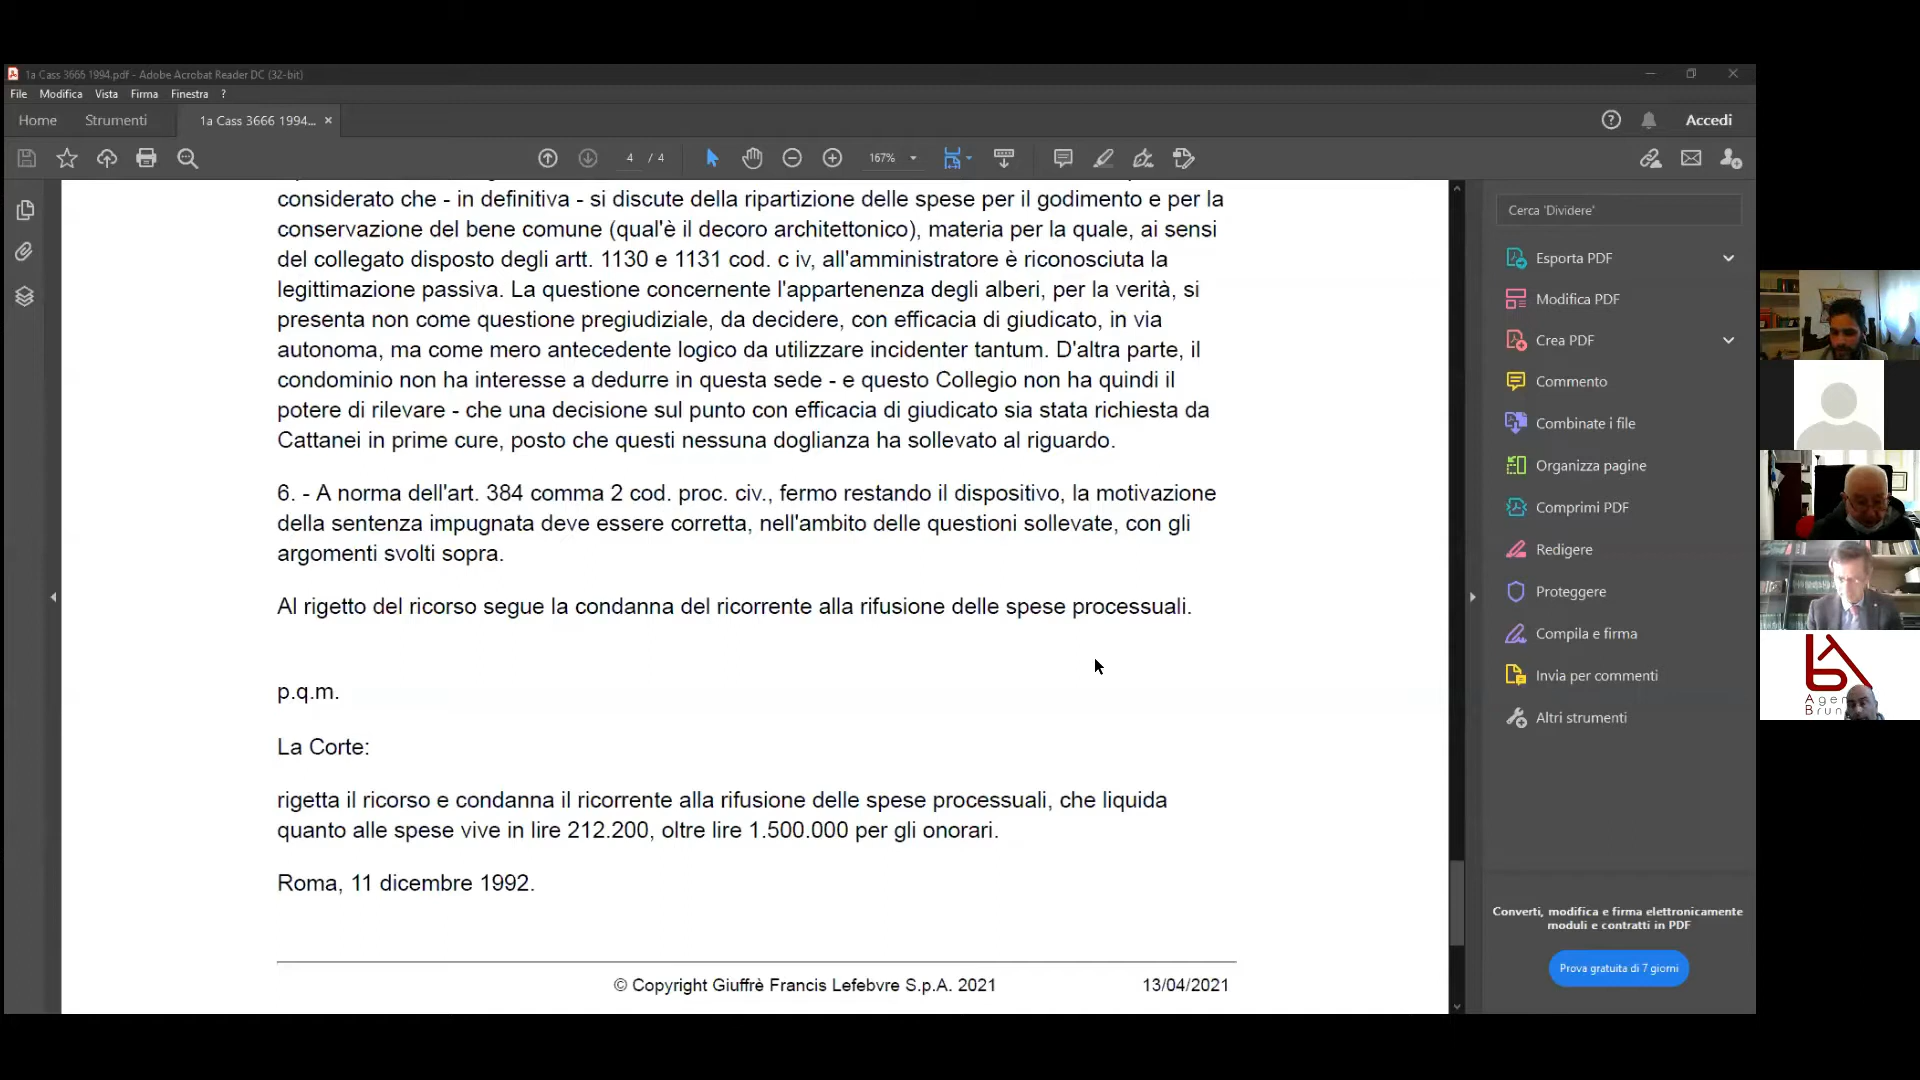 1a Cass 3666 1994.pdf - Adobe Acrobat Reader DC (32-bit)
File Modifica Vista Firma Finestra ?
Home Strumenti 1a Cass 3666 1994... × Accedi
4 / 4 167%
considerato che - in definitiva - si discute della ripartizione delle spese per il godimento e per la
conservazione del bene comune (qual'è il decoro architettonico), materia per la quale, ai sensi
del collegato disposto degli artt. 1130 e 1131 cod. c iv, all'amministratore è riconosciuta la
legittimazione passiva. La questione concernente l'appartenenza degli alberi, per la verità, si
presenta non come questione pregiudiziale, da decidere, con efficacia di giudicato, in via
autonoma, ma come mero antecedente logico da utilizzare incidenter tantum. D'altra parte, il
condominio non ha interesse a dedurre in questa sede - e questo Collegio non ha quindi il
potere di rilevare - che una decisione sul punto con efficacia di giudicato sia stata richiesta da
Cattanei in prime cure, posto che questi nessuna doglianza ha sollevato al riguardo.
6. - A norma dell'art. 384 comma 2 cod. proc. civ., fermo restando il dispositivo, la motivazione
della sentenza impugnata deve essere corretta, nell'ambito delle questioni sollevate, con gli
argomenti svolti sopra.
Al rigetto del ricorso segue la condanna del ricorrente alla rifusione delle spese processuali.
p.q.m.
La Corte:
rigetta il ricorso e condanna il ricorrente alla rifusione delle spese processuali, che liquida
quanto alle spese vive in lire 212.200, oltre lire 1.500.000 per gli onorari.
Roma, 11 dicembre 1992.
© Copyright Giuffrè Francis Lefebvre S.p.A. 2021 13/04/2021
Cerca 'Dividere'
Esporta PDF
Modifica PDF
Crea PDF
Commento
Combinate i file
Organizza pagine
Comprimi PDF
Redigere
Proteggere
Compila e firma
Invia per commenti
Altri strumenti
Converti, modifica e firma elettronicamente
moduli e contratti in PDF
Prova gratuita di 7 giorni
Agen
Brun